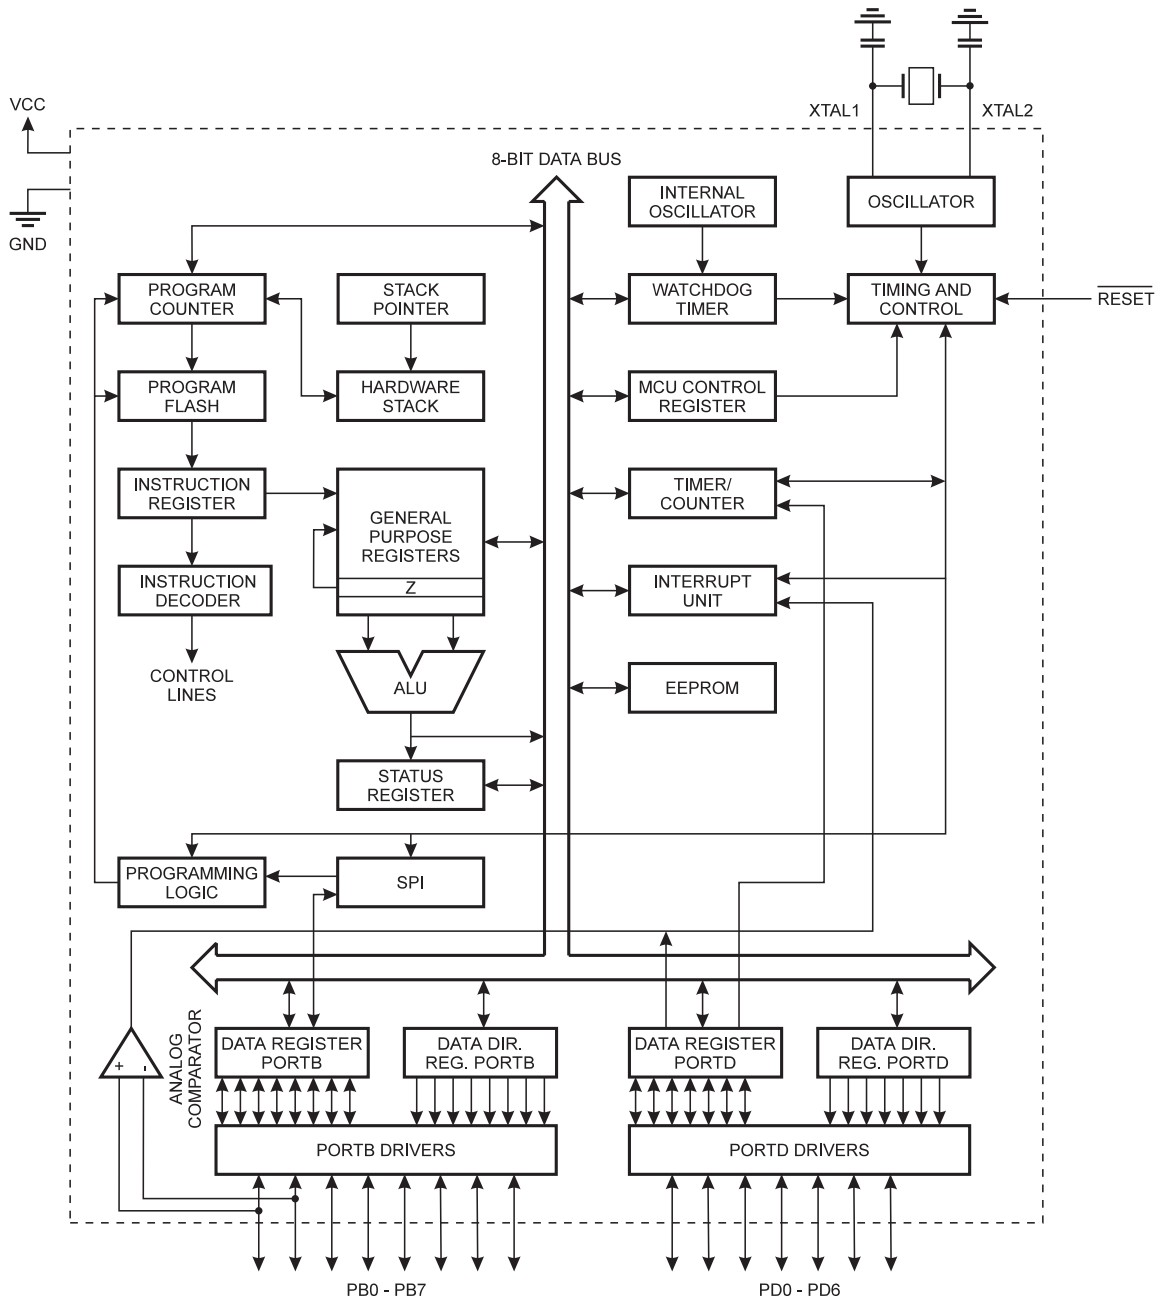 XTAL1
XTAL2
VCC
GND
8-BIT DATA BUS
INTERNAL
OSCILLATOR
OSCILLATOR
PROGRAM
COUNTER
STACK
POINTER
WATCHDOG
TIMER
TIMING AND
CONTROL
RESET
PROGRAM
FLASH
HARDWARE
STACK
MCU CONTROL
REGISTER
INSTRUCTION
REGISTER
GENERAL
PURPOSE
REGISTERS
Z
TIMER/
COUNTER
INSTRUCTION
DECODER
INTERRUPT
UNIT
CONTROL
LINES
ALU
EEPROM
STATUS
REGISTER
PROGRAMMING
LOGIC
SPI
ANALOG
COMPARATOR
+
-
DATA REGISTER
PORTB
DATA DIR.
REG. PORTB
DATA REGISTER
PORTD
DATA DIR.
REG. PORTD
PORTB DRIVERS
PORTD DRIVERS
PB0 - PB7
PD0 - PD6